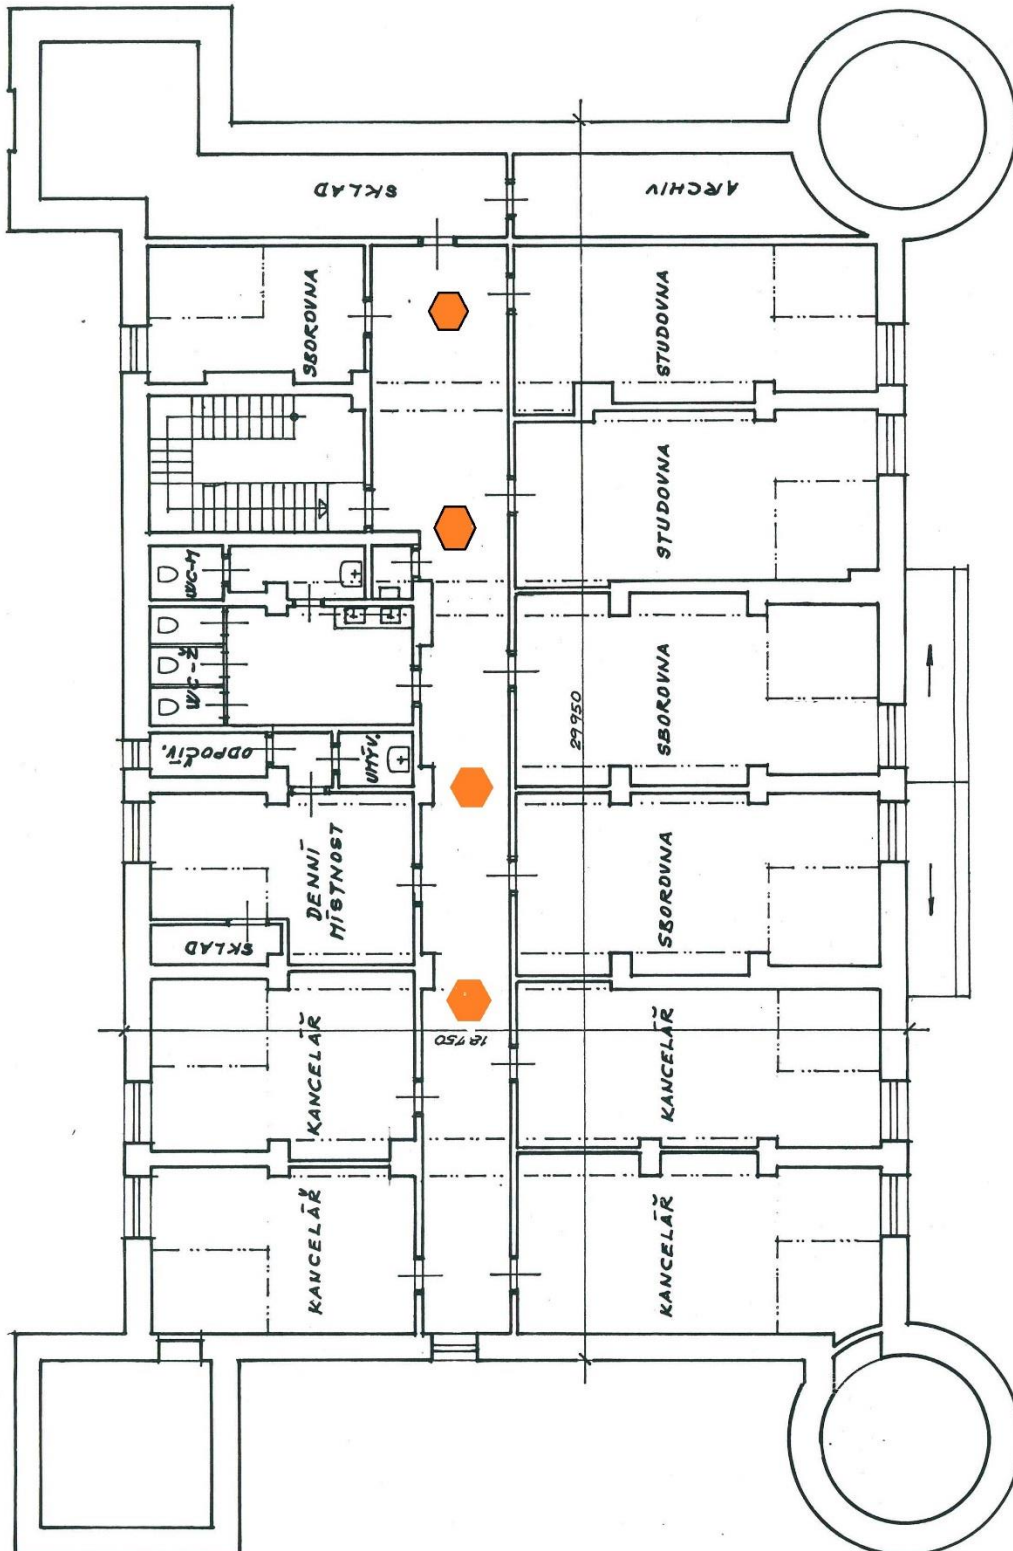 SKLAD
ARCHIV
SBOROVNA
STUDOVNA
STUDOVNA
WC-M
WC-Ž
SBOROVNA
29950
ODPOČÍV.
UMÝV.
DENNÍ
MÍSTNOST
SBOROVNA
SKLAD
KANCELÁŘ
18750
KANCELÁŘ
KANCELÁŘ
KANCELÁŘ